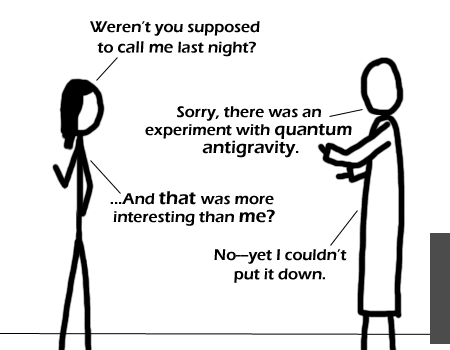 Weren't you supposed
to call me last night?
Sorry, there was an
experiment with quantum
antigravity.
...And that was more
interesting than me?
No--yet I couldn't
put it down.